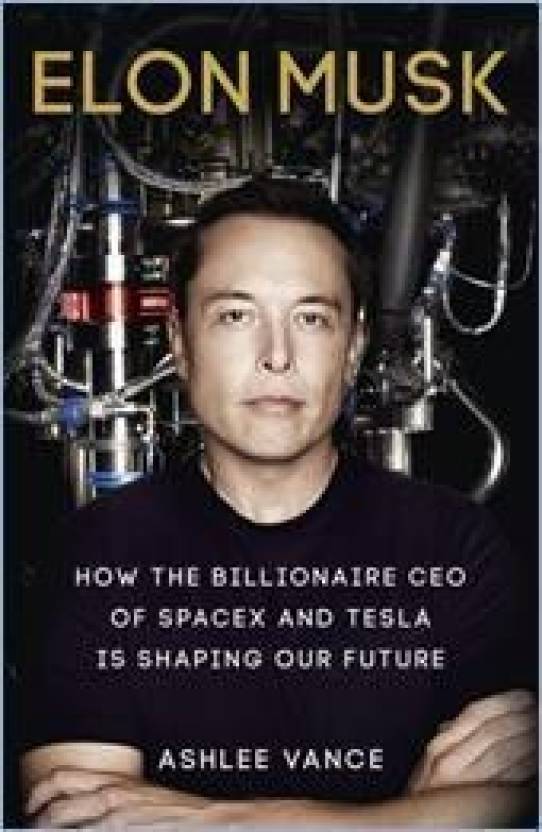 ELON MUSK
HOW THE BILLIONAIRE CEO
OF SPACEX AND TESLA
IS SHAPING OUR FUTURE
ASHLEE VANCE